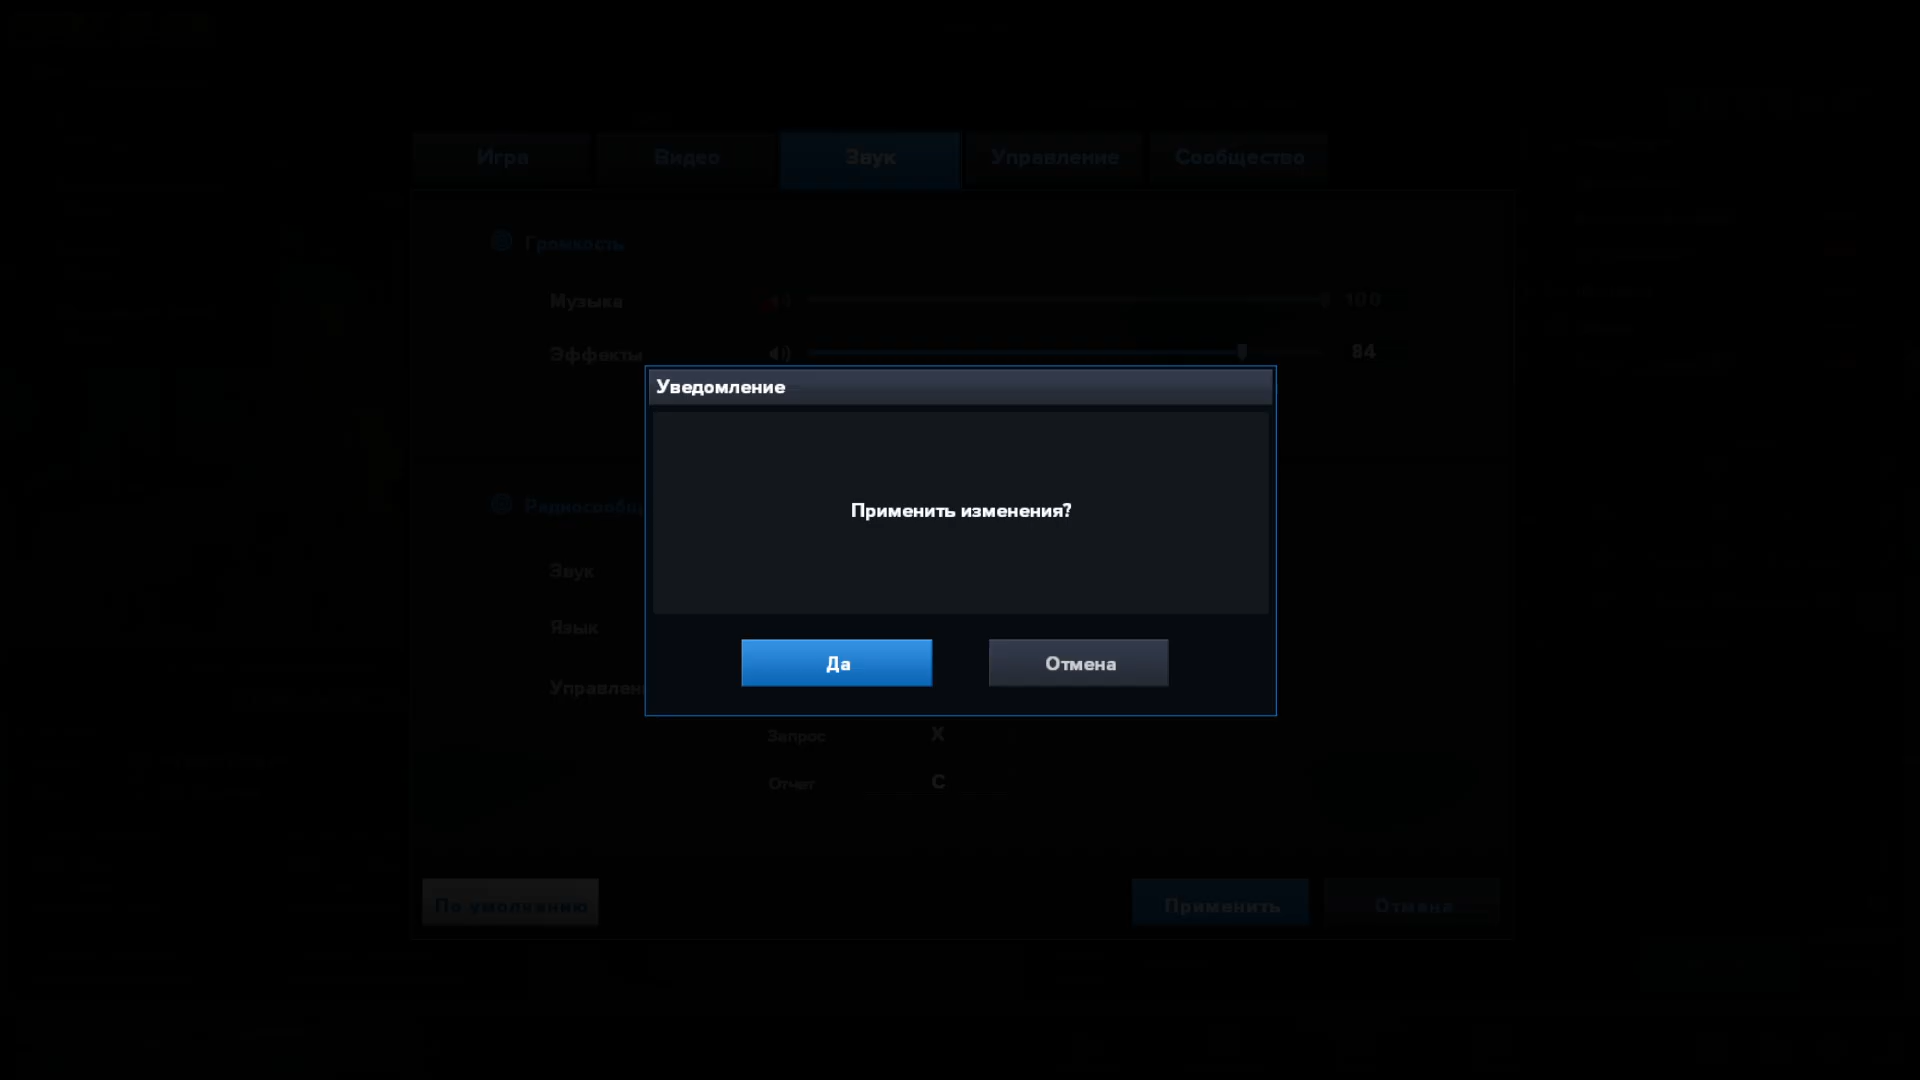 Игра Видео Звук Управление Сообщество
Громкость
Музыка 100
Эффекты 84
Уведомление
Применить изменения?
Звук
Язык
Да Отмена
Запрос X
Отчет C
По умолчанию Применить Отмена